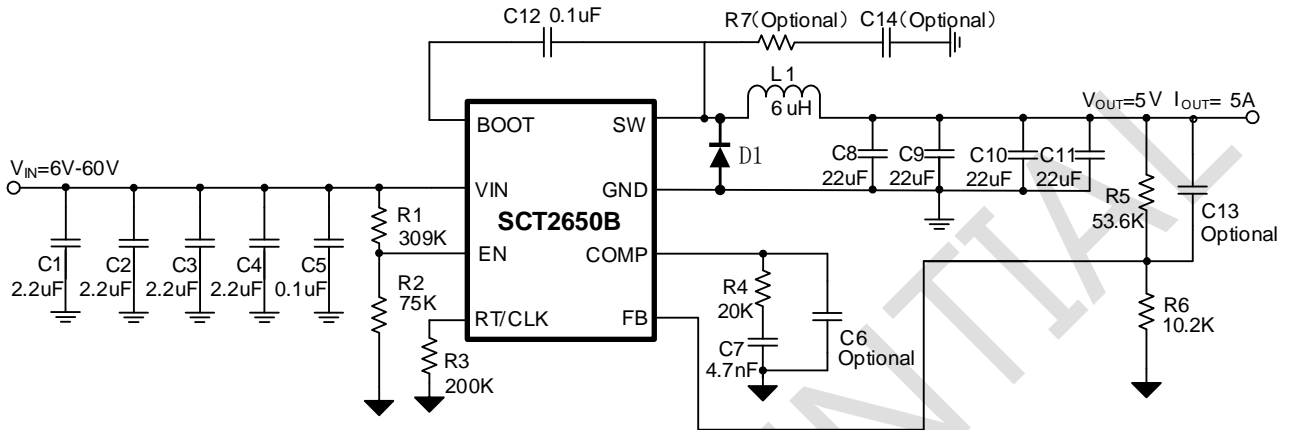 C12 0.1uF
R7(Optional)
C14(Optional)
L1
6uH
VOUT=5V IOUT= 5A
BOOT
SW
D1
C8
22uF
C9
22uF
C10
22uF
C11
22uF
R5
53.6K
C13
Optional
VIN=6V-60V
VIN
GND
SCT2650B
R1
309K
EN
COMP
C1
2.2uF
C2
2.2uF
C3
2.2uF
C4
2.2uF
C5
0.1uF
R2
75K
R4
20K
C6
Optional
RT/CLK
FB
R3
200K
C7
4.7nF
R6
10.2K
NTIAL